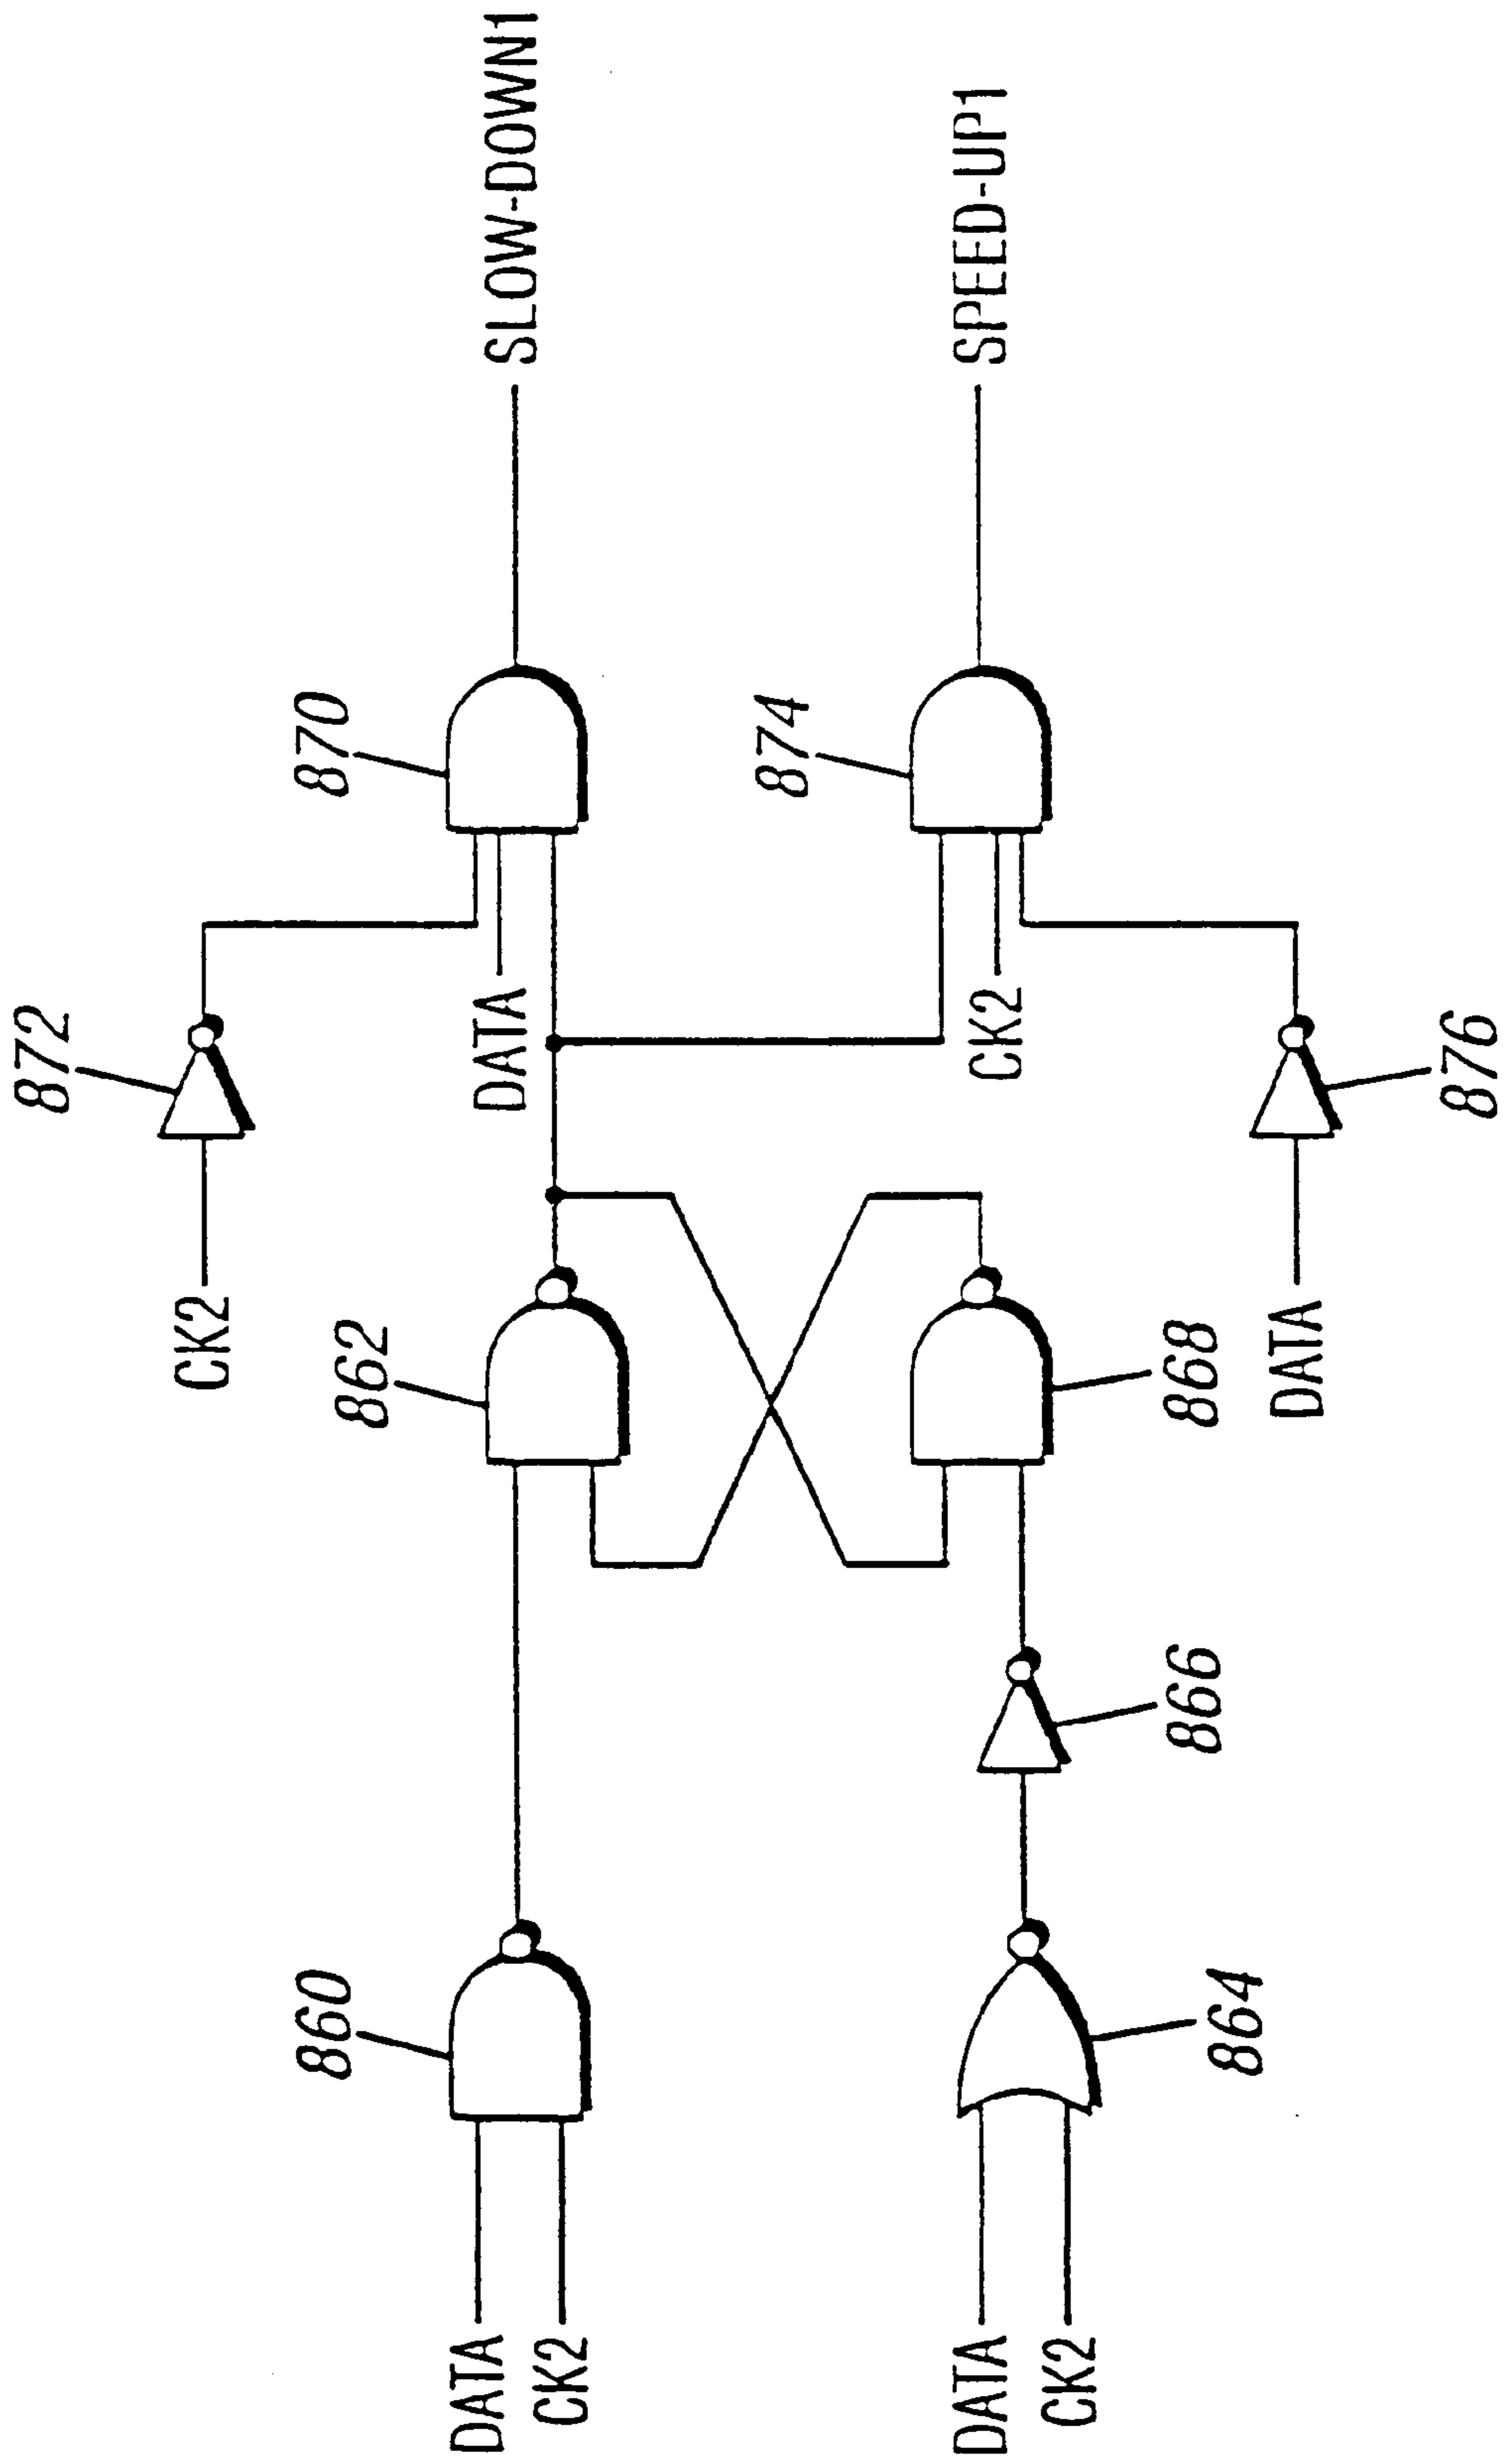 872
CK2
870
SLOW-DOWN1
DATA
862
860
DATA
CK2
874
SPEED-UP1
CK2
DATA
CK2
864
866
868
DATA
876